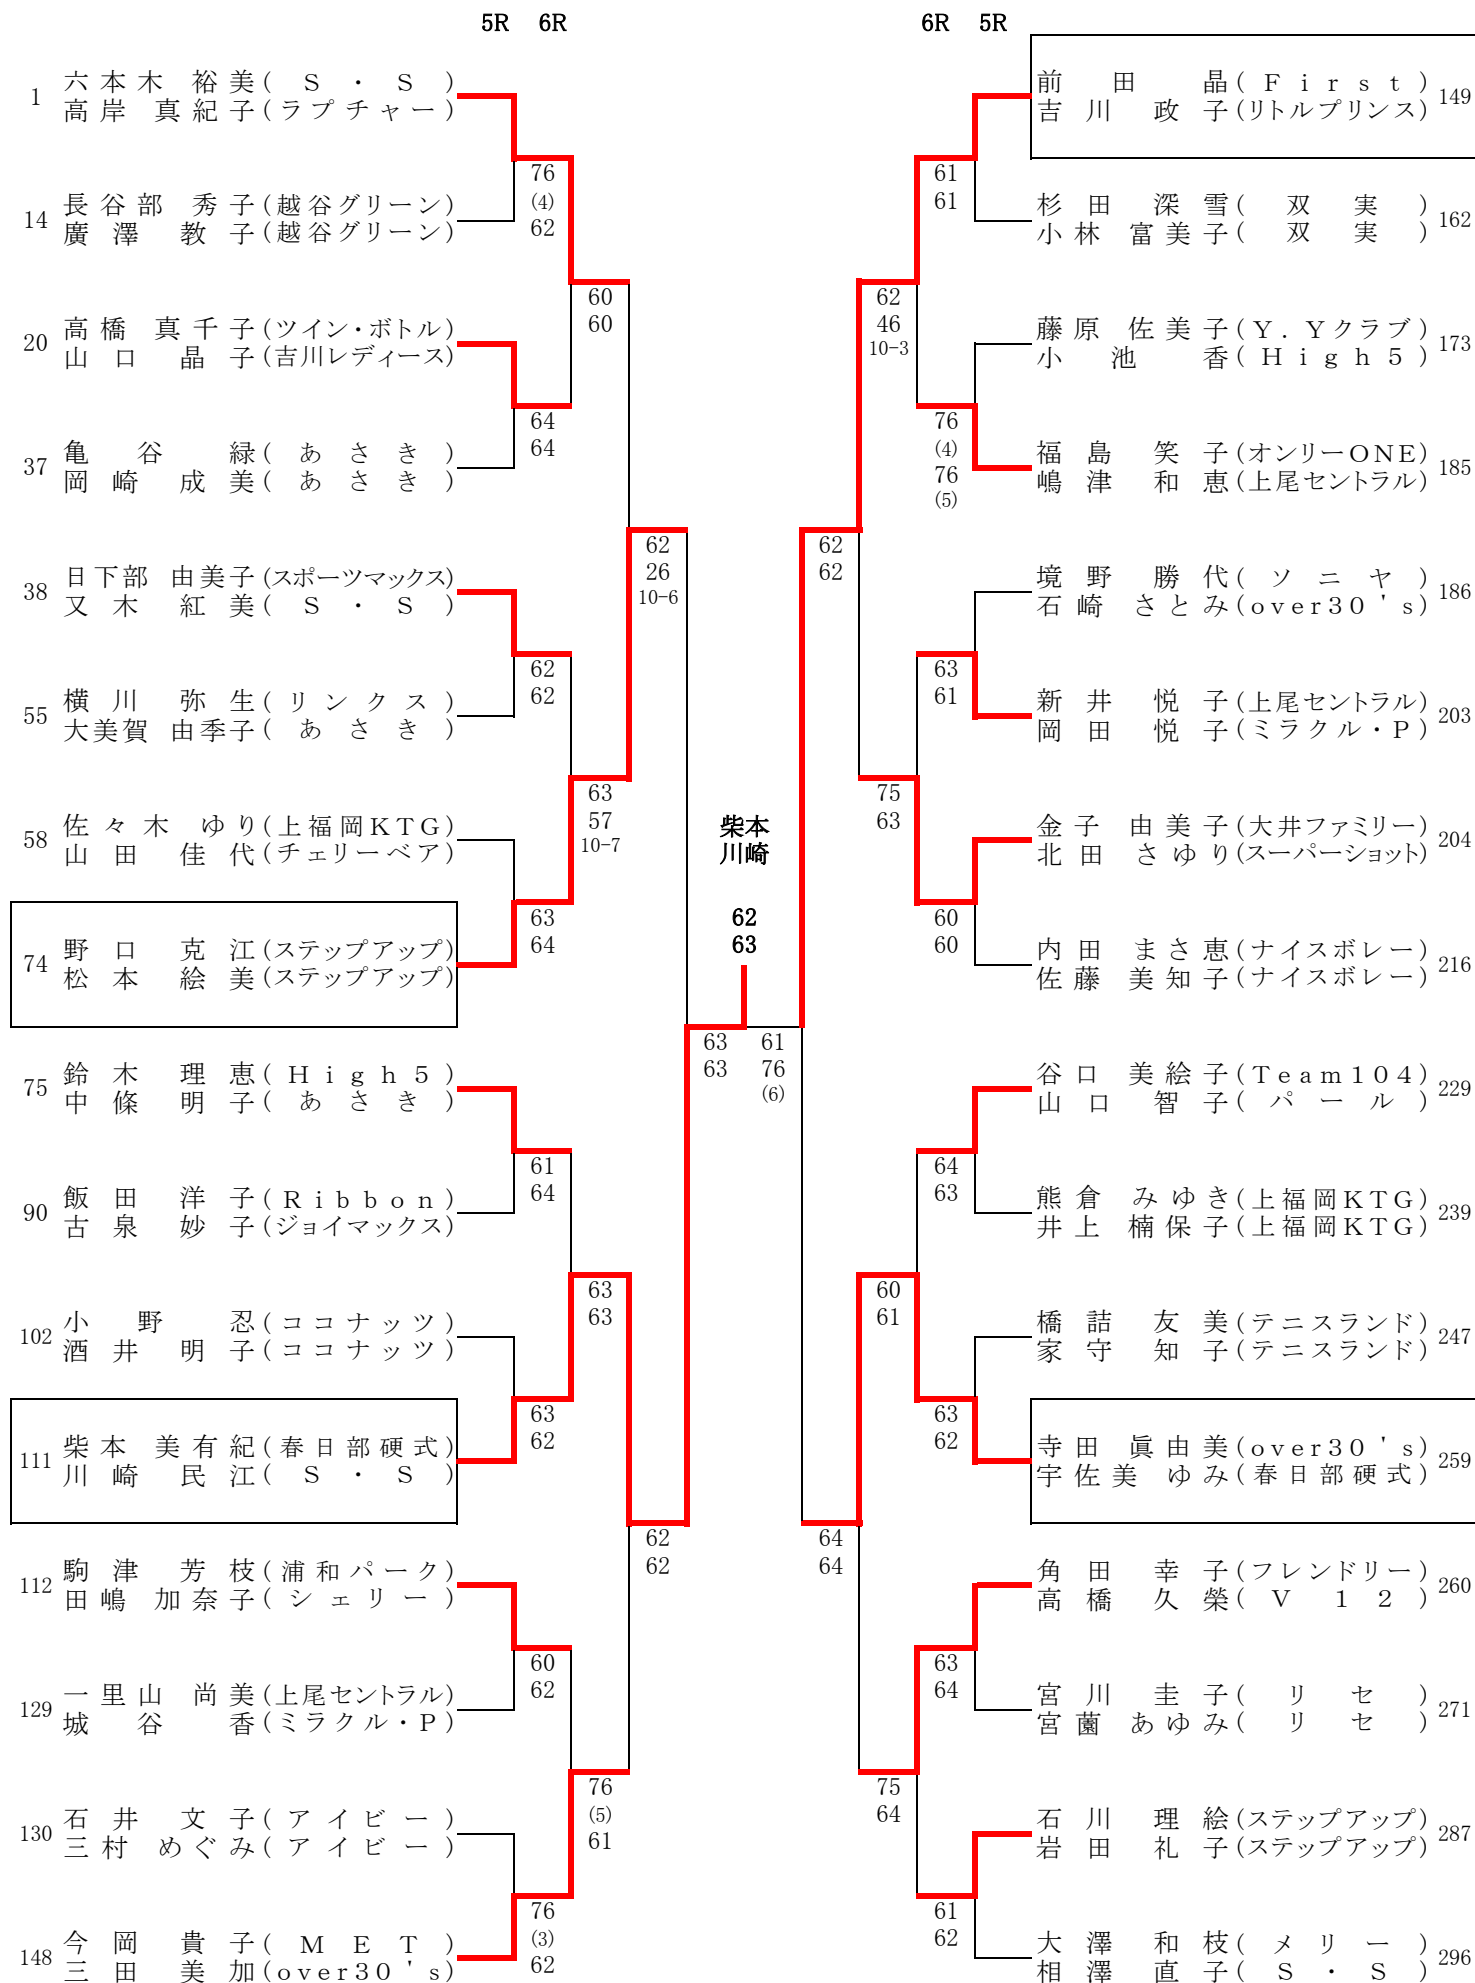 5R 6R
6R 5R
1 六本木 裕美(S・S)
高岸 真紀子(ラプチャー)
14 長谷部 秀子(越谷グリーン)
廣澤 教子(越谷グリーン)
20 高橋 真千子(ツイン・ボトル)
山口 晶子(吉川レディース)
37 亀谷 緑(あさき)
岡崎 成美(あさき)
38 日下部 由美子(スポーツマックス)
又木 紅美(S・S)
55 横川 弥生(リンクス)
大美賀 由季子(あさき)
58 佐々木 ゆり(上福岡KTG)
山田 佳代(チェリーベア)
74 野口 克江(ステップアップ)
松本 絵美(ステップアップ)
75 鈴木 理恵(High5)
中條 明子(あさき)
90 飯田 洋子(Ribbon)
古泉 妙子(ジョイマックス)
102 小野 忍(ココナッツ)
酒井 明子(ココナッツ)
111 柴本 美有紀(春日部硬式)
川崎 民江(S・S)
112 駒津 芳枝(浦和パーク)
田嶋 加奈子(シェリー)
129 一里山 尚美(上尾セントラル)
城谷 香(ミラクル・P)
130 石井 文子(アイビー)
三村 めぐみ(アイビー)
148 今岡 貴子(MET)
三田 美加(over30's)
76
(4)
62
64
64
62
62
63
64
61
64
63
62
60
62
76
(3)
62
60
60
63
57
10-7
63
63
76
(5)
61
62
26
10-6
62
62
63
63
柴本
川崎
62
63
61
76
(6)
62
62
64
64
62
46
10-3
75
63
60
61
75
64
61
61
76
(4)
76
(5)
63
61
60
60
64
63
63
62
63
64
61
62
前田 晶(First) 149
吉川 政子(リトルプリンス)
杉田 深雪(双実) 162
小林 富美子(双実)
藤原 佐美子(Y.Yクラブ) 173
小池 香(High5)
福島 笑子(オンリーONE) 185
嶋津 和恵(上尾セントラル)
境野 勝代(ソニヤ) 186
石崎 さとみ(over30's)
新井 悦子(上尾セントラル) 203
岡田 悦子(ミラクル・P)
金子 由美子(大井ファミリー) 204
北田 さゆり(スーパーショット)
内田 まさ恵(ナイスボレー) 216
佐藤 美知子(ナイスボレー)
谷口 美絵子(Team104) 229
山口 智子(パール)
熊倉 みゆき(上福岡KTG) 239
井上 楠保子(上福岡KTG)
橋詰 友美(テニスランド) 247
家守 知子(テニスランド)
寺田 眞由美(over30's) 259
宇佐美 ゆみ(春日部硬式)
角田 幸子(フレンドリー) 260
高橋 久榮(V12)
宮川 圭子(リセ) 271
宮薗 あゆみ(リセ)
石川 理絵(ステップアップ) 287
岩田 礼子(ステップアップ)
大澤 和枝(メリー) 296
相澤 直子(S・S)